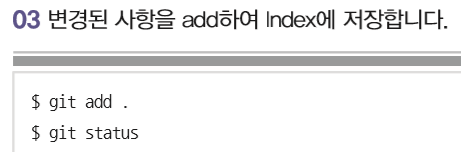 03 변경된 사항을 add하여 Index에 저장합니다.
$ git add .
$ git status